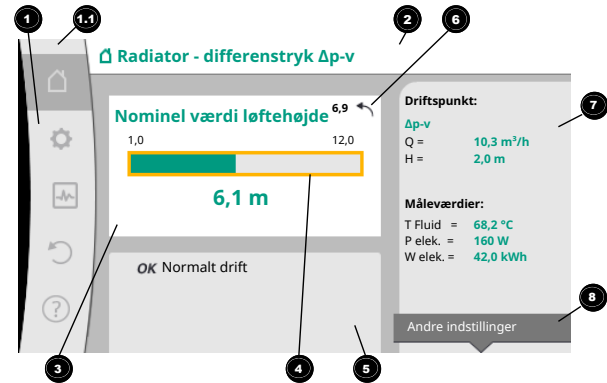 1
1.1
2
6
Radiator - differenstryk Δp-v
Nominel værdi løftehøjde 6,9
1,0 12,0
6,1 m
OK Normalt drift
Driftspunkt:
Δp-v
Q = 10,3 m³/h
H = 2,0 m
Måleværdier:
T Fluid = 68,2 °C
P elek. = 160 W
W elek. = 42,0 kWh
Andre indstillinger
?
7
8
3
4
5